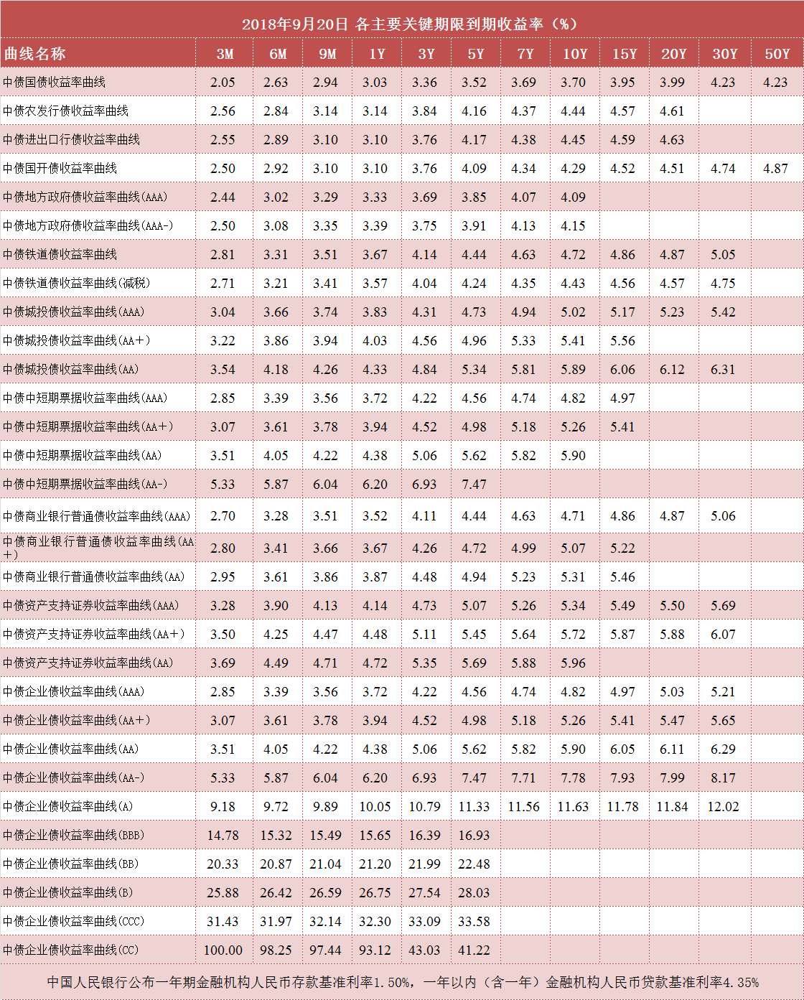 2018年9月20日 各主要关键期限到期收益率（%）
曲线名称 3M 6M 9M 1Y 3Y 5Y 7Y 10Y 15Y 20Y 30Y 50Y
中债国债收益率曲线 2.05 2.63 2.94 3.03 3.36 3.52 3.69 3.70 3.95 3.99 4.23 4.23
中债农发行债收益率曲线 2.56 2.84 3.14 3.14 3.84 4.16 4.37 4.44 4.57 4.61
中债进出口行债收益率曲线 2.55 2.89 3.10 3.10 3.76 4.17 4.38 4.45 4.59 4.63
中债国开债收益率曲线 2.50 2.92 3.10 3.10 3.76 4.09 4.34 4.29 4.52 4.51 4.74 4.87
中债地方政府债收益率曲线(AAA) 2.44 3.02 3.29 3.33 3.69 3.85 4.07 4.09
中债地方政府债收益率曲线(AAA-) 2.50 3.08 3.35 3.39 3.75 3.91 4.13 4.15
中债铁道债收益率曲线 2.81 3.31 3.51 3.67 4.14 4.44 4.63 4.72 4.86 4.87 5.05
中债铁道债收益率曲线(减税) 2.71 3.21 3.41 3.57 4.04 4.24 4.35 4.43 4.56 4.57 4.75
中债城投债收益率曲线(AAA) 3.04 3.66 3.74 3.83 4.31 4.73 4.94 5.02 5.17 5.23 5.42
中债城投债收益率曲线(AA＋) 3.22 3.86 3.94 4.03 4.56 4.96 5.33 5.41 5.56
中债城投债收益率曲线(AA) 3.54 4.18 4.26 4.33 4.84 5.34 5.81 5.89 6.06 6.12 6.31
中债中短期票据收益率曲线(AAA) 2.85 3.39 3.56 3.72 4.22 4.56 4.74 4.82 4.97
中债中短期票据收益率曲线(AA＋) 3.07 3.61 3.78 3.94 4.52 4.98 5.18 5.26 5.41
中债中短期票据收益率曲线(AA) 3.51 4.05 4.22 4.38 5.06 5.62 5.82 5.90
中债中短期票据收益率曲线(AA-) 5.33 5.87 6.04 6.20 6.93 7.47
中债商业银行普通债收益率曲线(AAA) 2.70 3.28 3.51 3.52 4.11 4.44 4.63 4.71 4.86 4.87 5.06
中债商业银行普通债收益率曲线(AA
＋) 2.80 3.41 3.66 3.67 4.26 4.72 4.99 5.07 5.22
中债商业银行普通债收益率曲线(AA) 2.95 3.61 3.86 3.87 4.48 4.94 5.23 5.31 5.46
中债资产支持证券收益率曲线(AAA) 3.28 3.90 4.13 4.14 4.73 5.07 5.26 5.34 5.49 5.50 5.69
中债资产支持证券收益率曲线(AA＋) 3.50 4.25 4.47 4.48 5.11 5.45 5.64 5.72 5.87 5.88 6.07
中债资产支持证券收益率曲线(AA) 3.69 4.49 4.71 4.72 5.35 5.69 5.88 5.96
中债企业债收益率曲线(AAA) 2.85 3.39 3.56 3.72 4.22 4.56 4.74 4.82 4.97 5.03 5.21
中债企业债收益率曲线(AA＋) 3.07 3.61 3.78 3.94 4.52 4.98 5.18 5.26 5.41 5.47 5.65
中债企业债收益率曲线(AA) 3.51 4.05 4.22 4.38 5.06 5.62 5.82 5.90 6.05 6.11 6.29
中债企业债收益率曲线(AA-) 5.33 5.87 6.04 6.20 6.93 7.47 7.71 7.78 7.93 7.99 8.17
中债企业债收益率曲线(A) 9.18 9.72 9.89 10.05 10.79 11.33 11.56 11.63 11.78 11.84 12.02
中债企业债收益率曲线(BBB) 14.78 15.32 15.49 15.65 16.39 16.93
中债企业债收益率曲线(BB) 20.33 20.87 21.04 21.20 21.99 22.48
中债企业债收益率曲线(B) 25.88 26.42 26.59 26.75 27.54 28.03
中债企业债收益率曲线(CCC) 31.43 31.97 32.14 32.30 33.09 33.58
中债企业债收益率曲线(CC) 100.00 98.25 97.44 93.12 43.03 41.22
中国人民银行公布一年期金融机构人民币存款基准利率1.50%，一年以内（含一年）金融机构人民币贷款基准利率4.35%